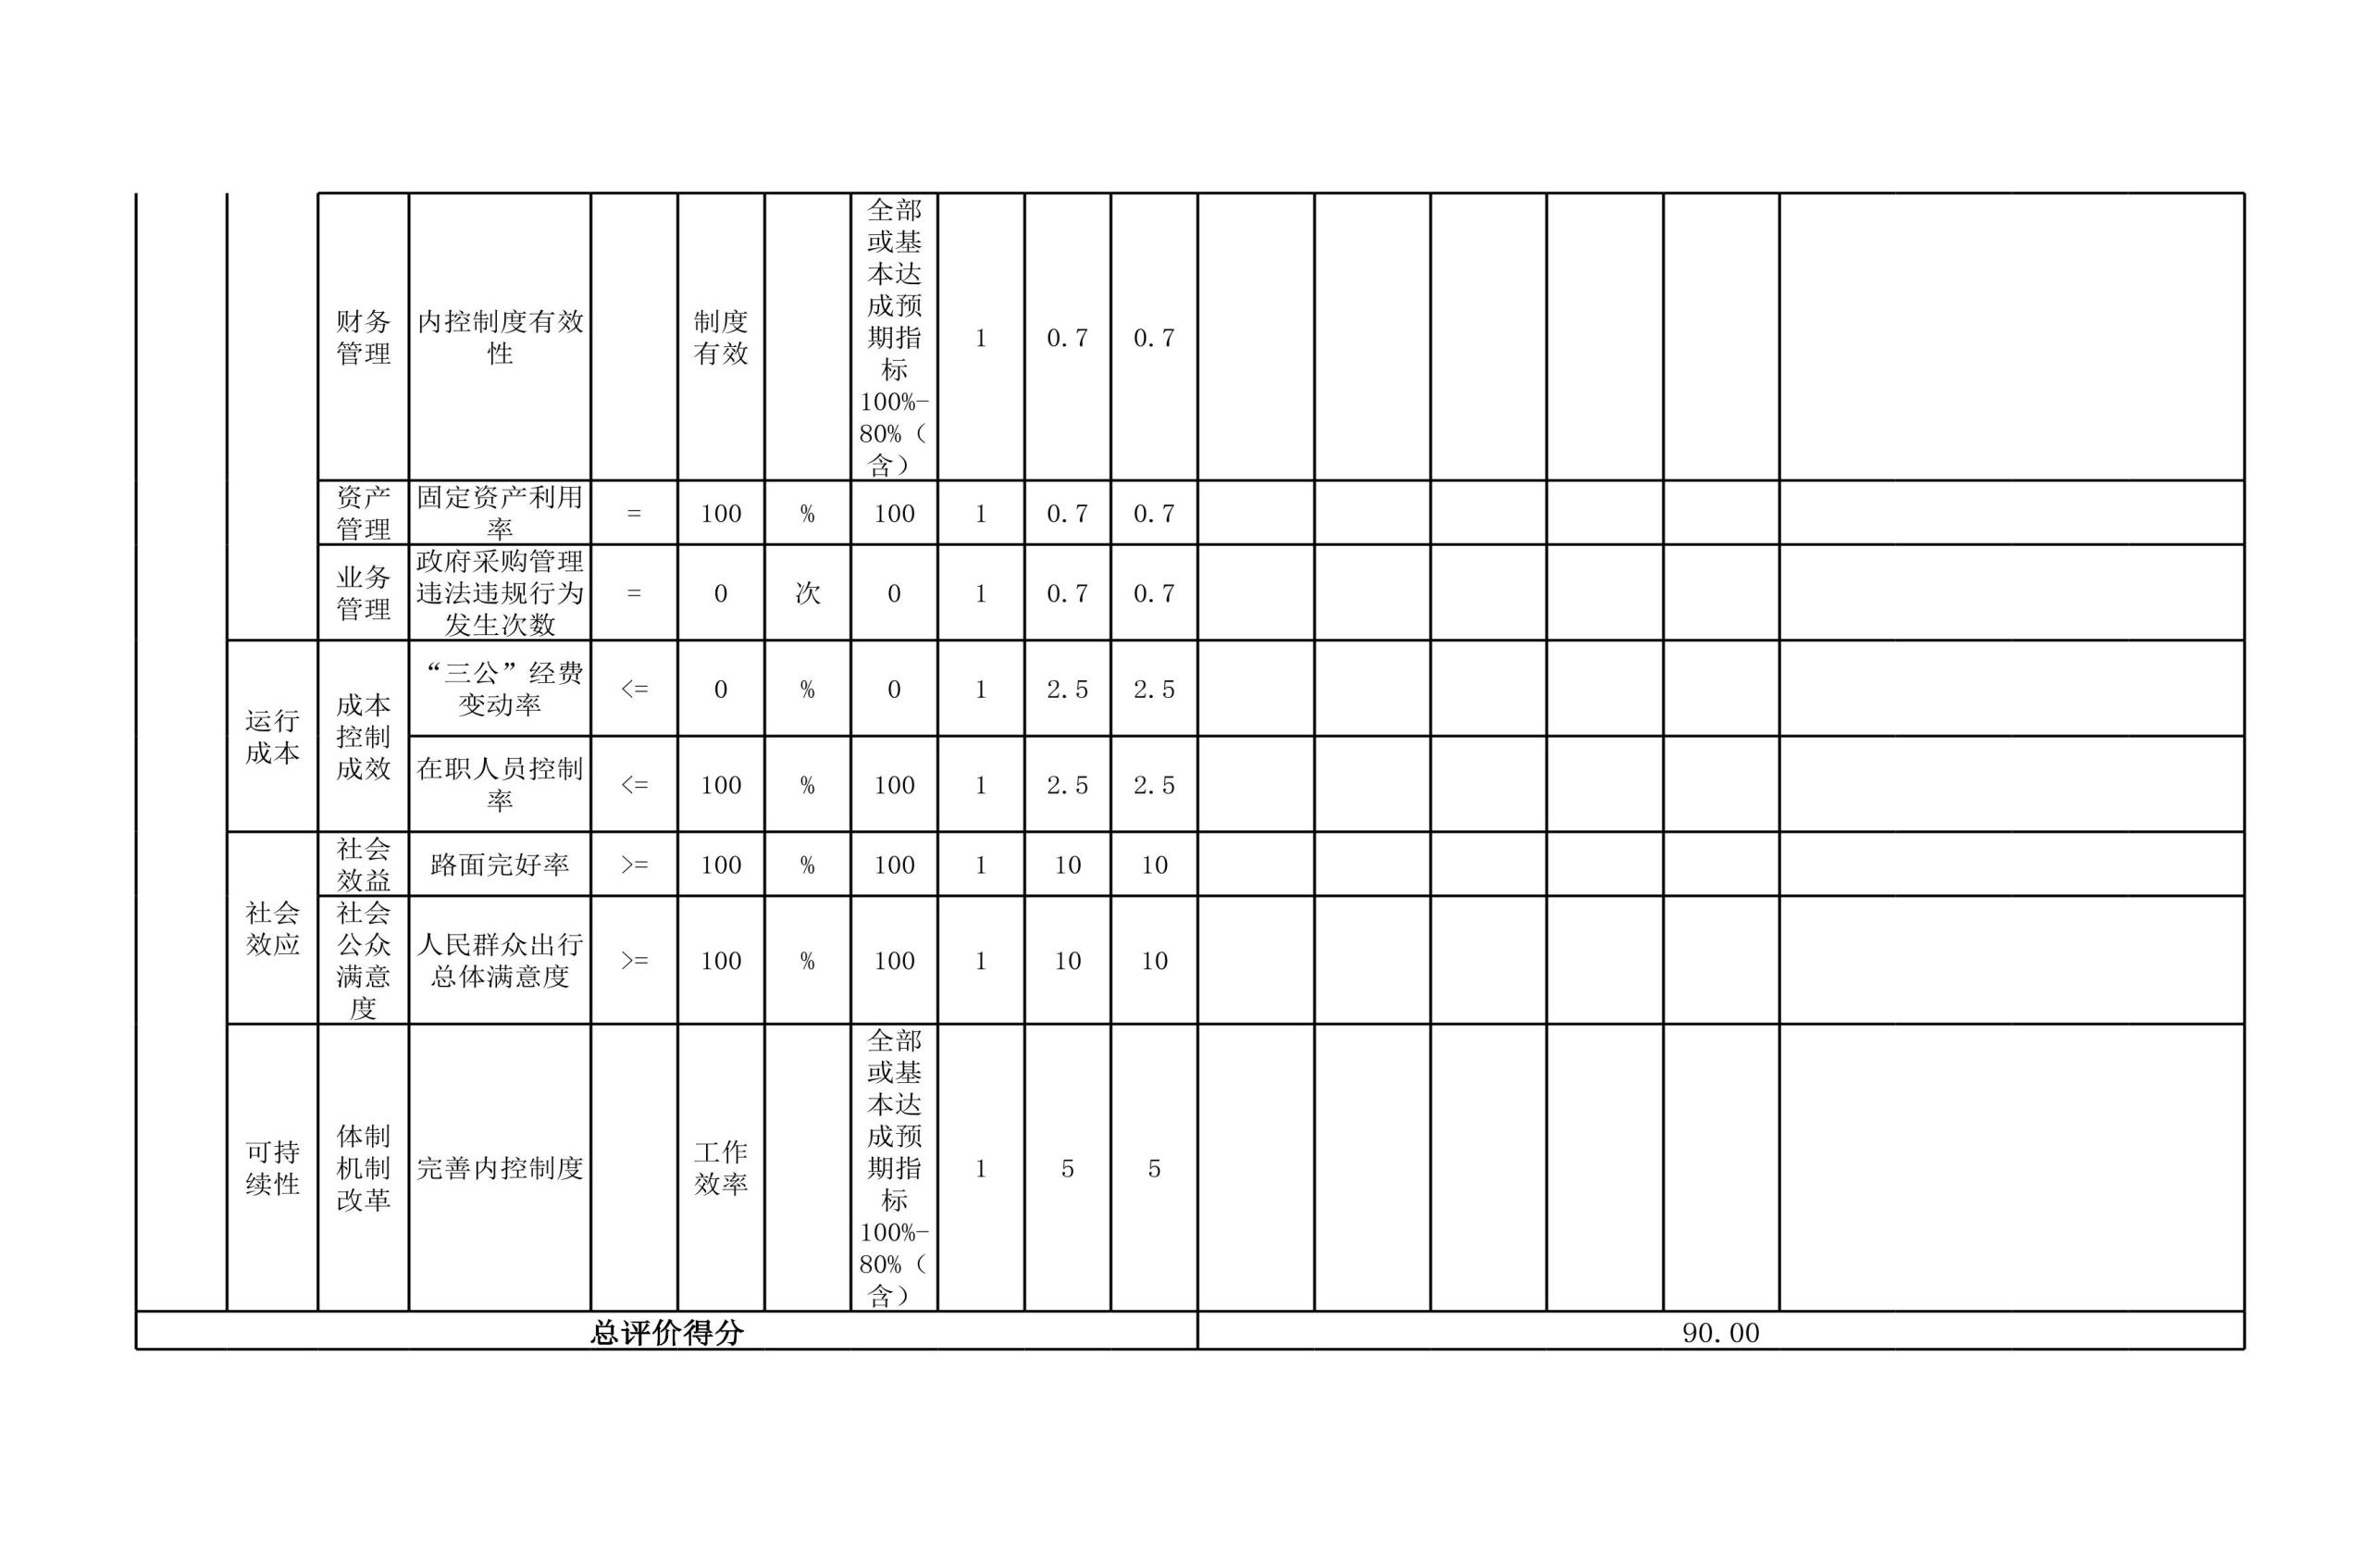 财务管理 内控制度有效性 制度有效 全部或基本达成预期指标100%-80%（含） 1 0.7 0.7
资产管理 固定资产利用率 = 100 % 100 1 0.7 0.7
业务管理 政府采购管理违法违规行为发生次数 = 0 次 0 1 0.7 0.7
运行成本 成本控制成效 “三公”经费变动率 <= 0 % 0 1 2.5 2.5
在职人员控制率 <= 100 % 100 1 2.5 2.5
社会效应 社会效益 路面完好率 >= 100 % 100 1 10 10
社会公众满意度 人民群众出行总体满意度 >= 100 % 100 1 10 10
可持续性 体制机制改革 完善内控制度 工作效率 全部或基本达成预期指标100%-80%（含） 1 5 5
总评价得分 90.00